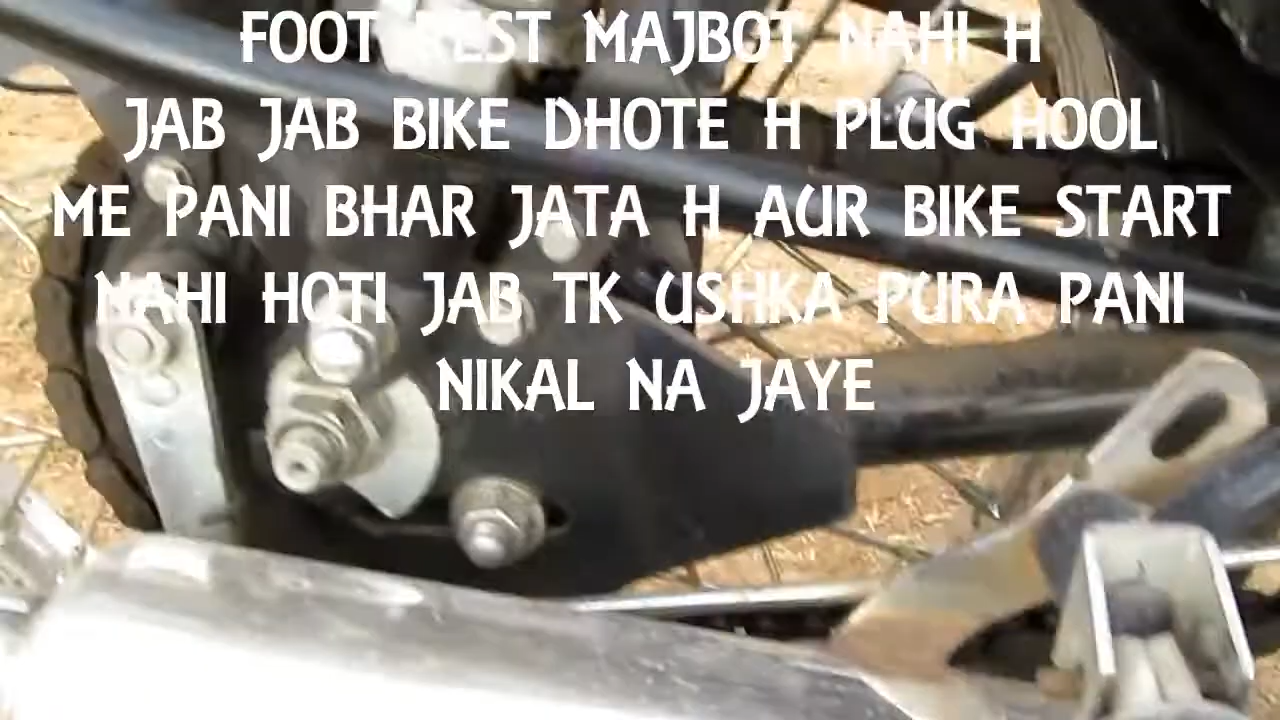 FOOT REST MAJBOT NAHI H
JAB JAB BIKE DHOTE H PLUG HOOL
ME PANI BHAR JATA H AUR BIKE START
NAHI HOTI JAB TK USHKA PURA PANI
NIKAL NA JAYE